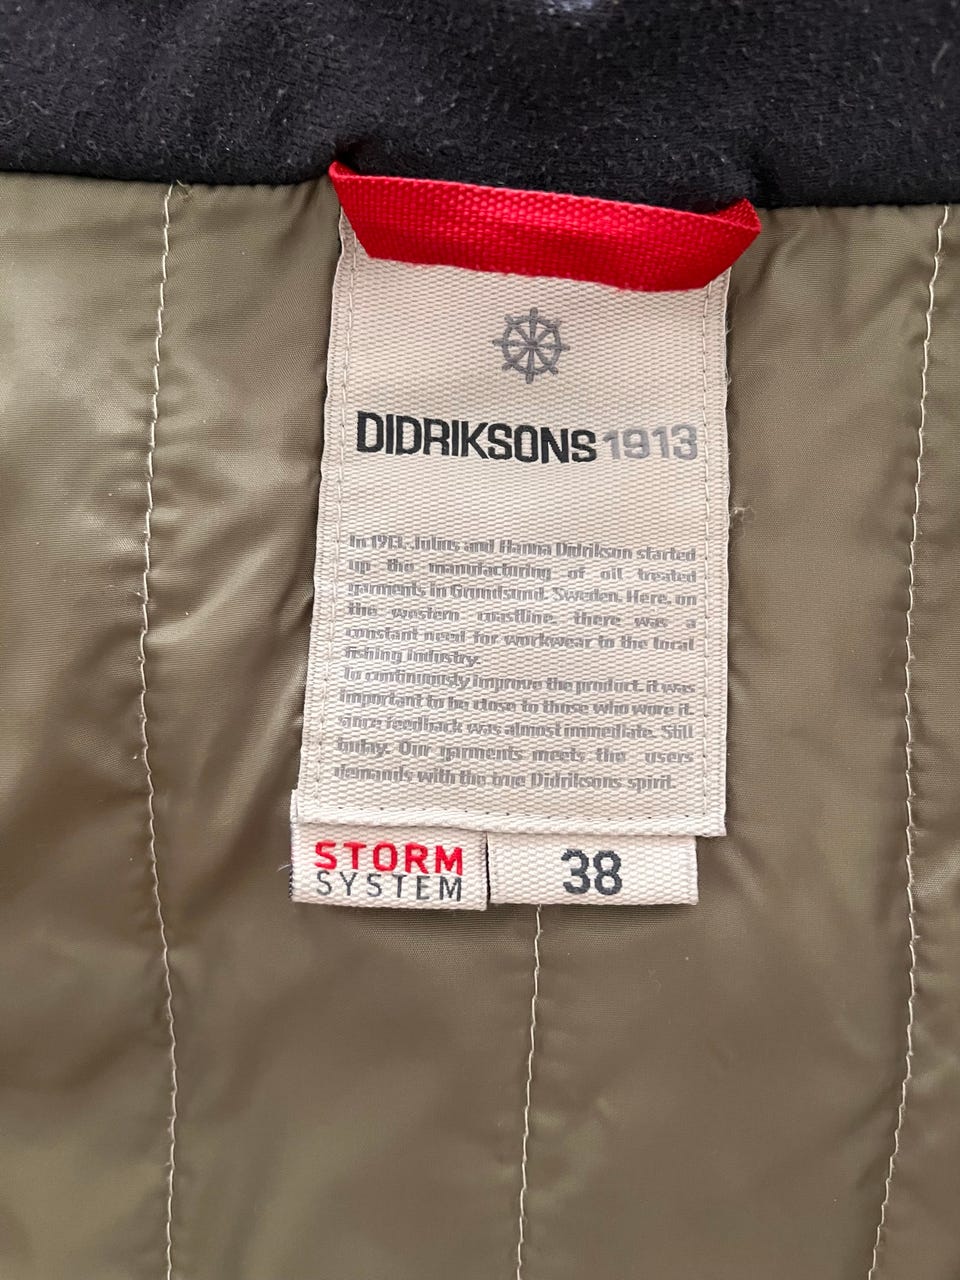 DIDRIKSONS 1913
In 1913, Julius and Hanna Didrikson started
up the manufacturing of oil treated
garments in Grundsund, Sweden. Here, on
the western coastline, there was a
constant need for workwear to the local
fishing industry.
To continuously improve the product, it was
important to be close to those who wore it,
since feedback was almost immediate. Still
today, Our garments meets the users
demands with the true Didriksons spirit.
STORM
SYSTEM
38